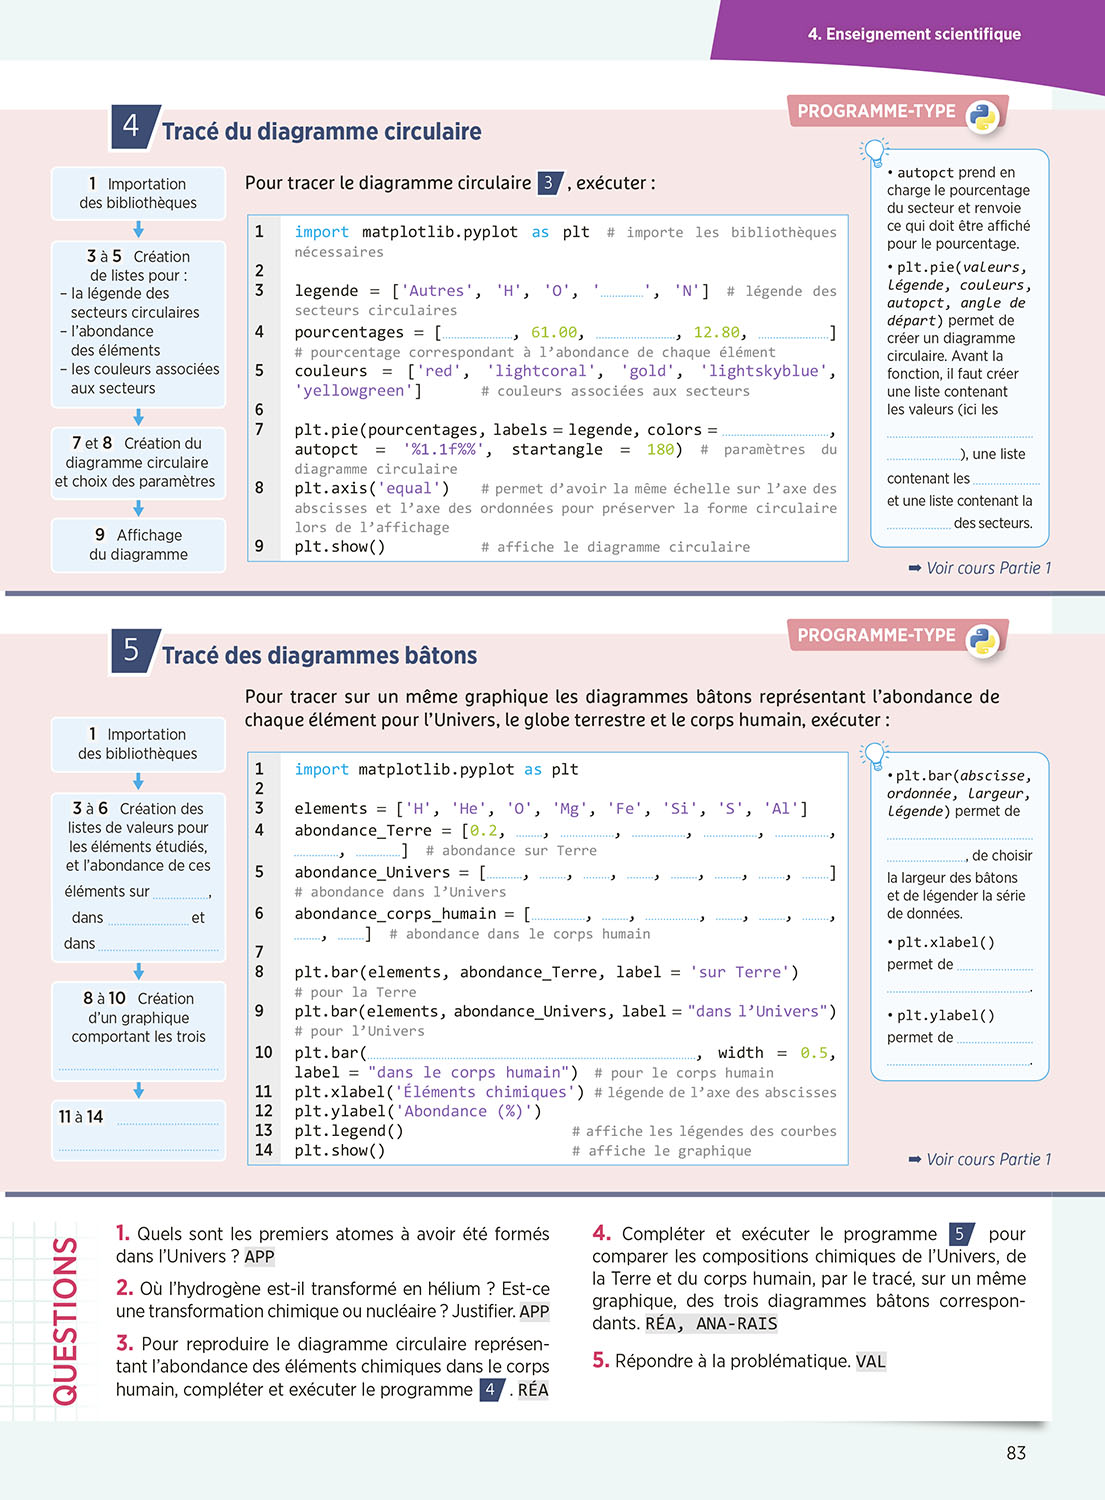 4. Enseignement scientifique
4 Tracé du diagramme circulaire
PROGRAMME-TYPE
1 Importation
des bibliothèques
3 à 5 Création
de listes pour :
– la légende des
secteurs circulaires
– l'abondance
des éléments
– les couleurs associées
aux secteurs
7 et 8 Création du
diagramme circulaire
et choix des paramètres
9 Affichage
du diagramme
Pour tracer le diagramme circulaire 3 , exécuter :
1 import matplotlib.pyplot as plt # importe les bibliothèques
nécessaires
2
3 legende = ['Autres', 'H', 'O', '..............', 'N'] # légende des
secteurs circulaires
4 pourcentages = [......................, 61.00, ........................, 12.80, ......................]
# pourcentage correspondant à l'abondance de chaque élément
5 couleurs = ['red', 'lightcoral', 'gold', 'lightskyblue',
'yellowgreen'] # couleurs associées aux secteurs
6
7 plt.pie(pourcentages, labels = legende, colors = ................................,
autopct = '%1.1f%%', startangle = 180) # paramètres du
diagramme circulaire
8 plt.axis('equal') # permet d'avoir la même échelle sur l'axe des
abscisses et l'axe des ordonnées pour préserver la forme circulaire
lors de l'affichage
9 plt.show() # affiche le diagramme circulaire
• autopct prend en
charge le pourcentage
du secteur et renvoie
ce qui doit être affiché
pour le pourcentage.
• plt.pie(valeurs,
légende, couleurs,
autopct, angle de
départ) permet de
créer un diagramme
circulaire. Avant la
fonction, il faut créer
une liste contenant
les valeurs (ici les
............................................
......................), une liste
contenant les ....................
et une liste contenant la
.................... des secteurs.
➡ Voir cours Partie 1
5 Tracé des diagrammes bâtons
PROGRAMME-TYPE
Pour tracer sur un même graphique les diagrammes bâtons représentant l'abondance de
chaque élément pour l'Univers, le globe terrestre et le corps humain, exécuter :
1 Importation
des bibliothèques
3 à 6 Création des
listes de valeurs pour
les éléments étudiés,
et l'abondance de ces
éléments sur ................,
dans ........................ et
dans ....................................
8 à 10 Création
d'un graphique
comportant les trois
................................................
11 à 14 ..............................
................................................
1 import matplotlib.pyplot as plt
2
3 elements = ['H', 'He', 'O', 'Mg', 'Fe', 'Si', 'S', 'Al']
4 abondance_Terre = [0.2, ........, ................, ................, ................, ................,
.............., ..............] # abondance sur Terre
5 abondance_Univers = [..........., ........, ........, ........, ........, ........, ........, ........]
# abondance dans l'Univers
6 abondance_corps_humain = [................, ........, ................, ........, ........, ........,
........, ........] # abondance dans le corps humain
7
8 plt.bar(elements, abondance_Terre, label = 'sur Terre')
# pour la Terre
9 plt.bar(elements, abondance_Univers, label = "dans l'Univers")
# pour l'Univers
10 plt.bar(................................................................................, width = 0.5,
label = "dans le corps humain") # pour le corps humain
11 plt.xlabel('Éléments chimiques') # légende de l'axe des abscisses
12 plt.ylabel('Abondance (%)')
13 plt.legend() # affiche les légendes des courbes
14 plt.show() # affiche le graphique
• plt.bar(abscisse,
ordonnée, largeur,
légende) permet de
............................................
........................, de choisir
la largeur des bâtons
et de légender la série
de données.
• plt.xlabel()
permet de ......................
.............................................
• plt.ylabel()
permet de ......................
.............................................
➡ Voir cours Partie 1
QUESTIONS
1. Quels sont les premiers atomes à avoir été formés
dans l'Univers ? APP
2. Où l'hydrogène est-il transformé en hélium ? Est-ce
une transformation chimique ou nucléaire ? Justifier. APP
3. Pour reproduire le diagramme circulaire représen-
tant l'abondance des éléments chimiques dans le corps
humain, compléter et exécuter le programme 4 . RÉA
4. Compléter et exécuter le programme 5 pour
comparer les compositions chimiques de l'Univers, de
la Terre et du corps humain, par le tracé, sur un même
graphique, des trois diagrammes bâtons correspon-
dants. RÉA, ANA-RAIS
5. Répondre à la problématique. VAL
83